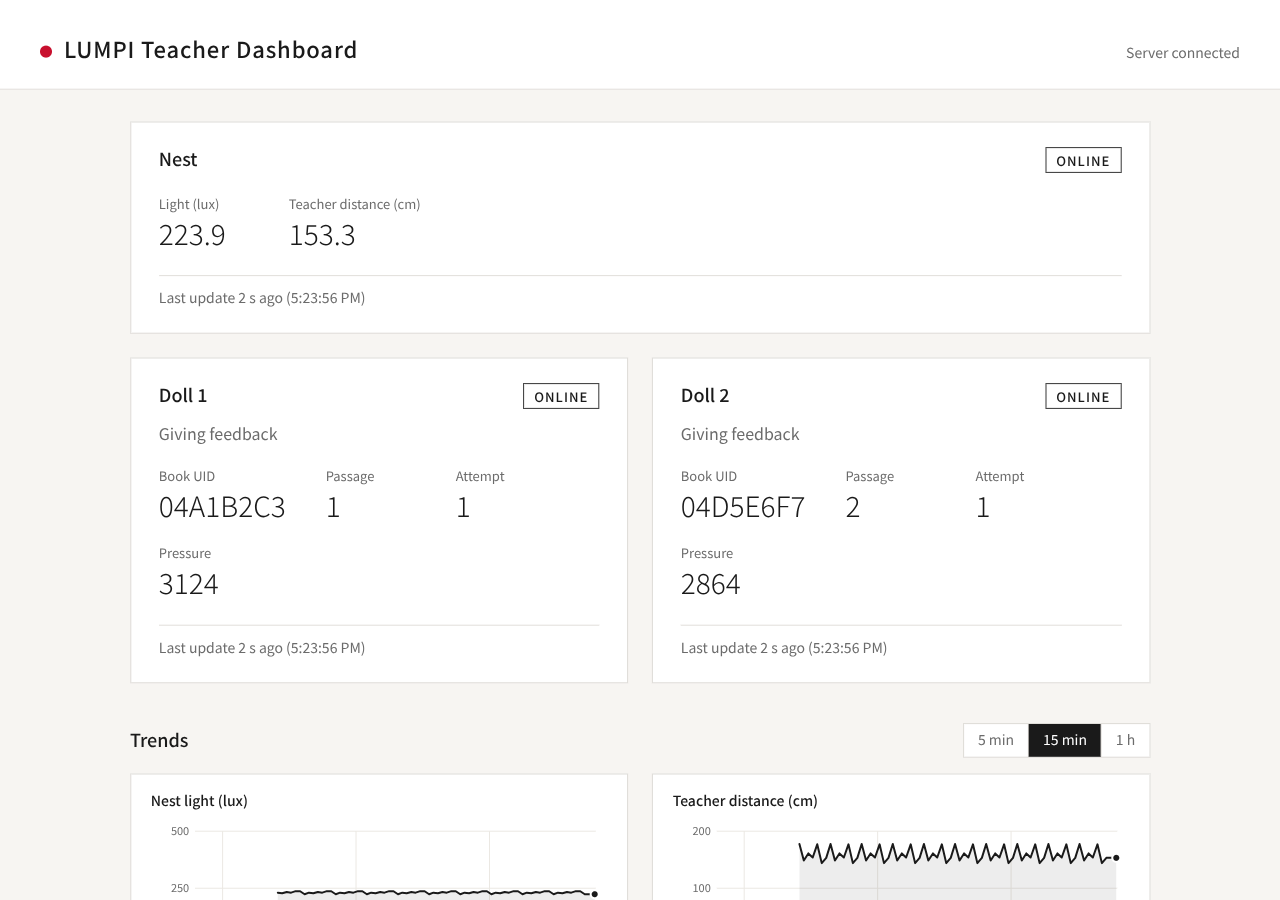 LUMPI Teacher Dashboard
Server connected
Nest
ONLINE
Light (lux)
Teacher distance (cm)
223.9
153.3
Last update 2 s ago (5:23:56 PM)
Doll 1
ONLINE
Giving feedback
Book UID
Passage
Attempt
04A1B2C3
1
1
Pressure
3124
Last update 2 s ago (5:23:56 PM)
Doll 2
ONLINE
Giving feedback
Book UID
Passage
Attempt
04D5E6F7
2
1
Pressure
2864
Last update 2 s ago (5:23:56 PM)
Trends
5 min
15 min
1 h
Nest light (lux)
500
250
Teacher distance (cm)
200
100